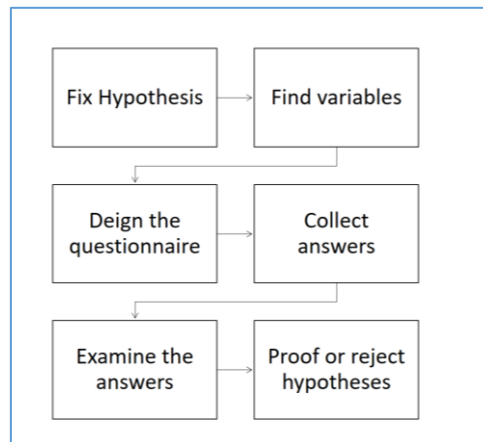 Fix Hypothesis
Find variables
Deign the
questionnaire
Collect
answers
Examine the
answers
Proof or reject
hypotheses